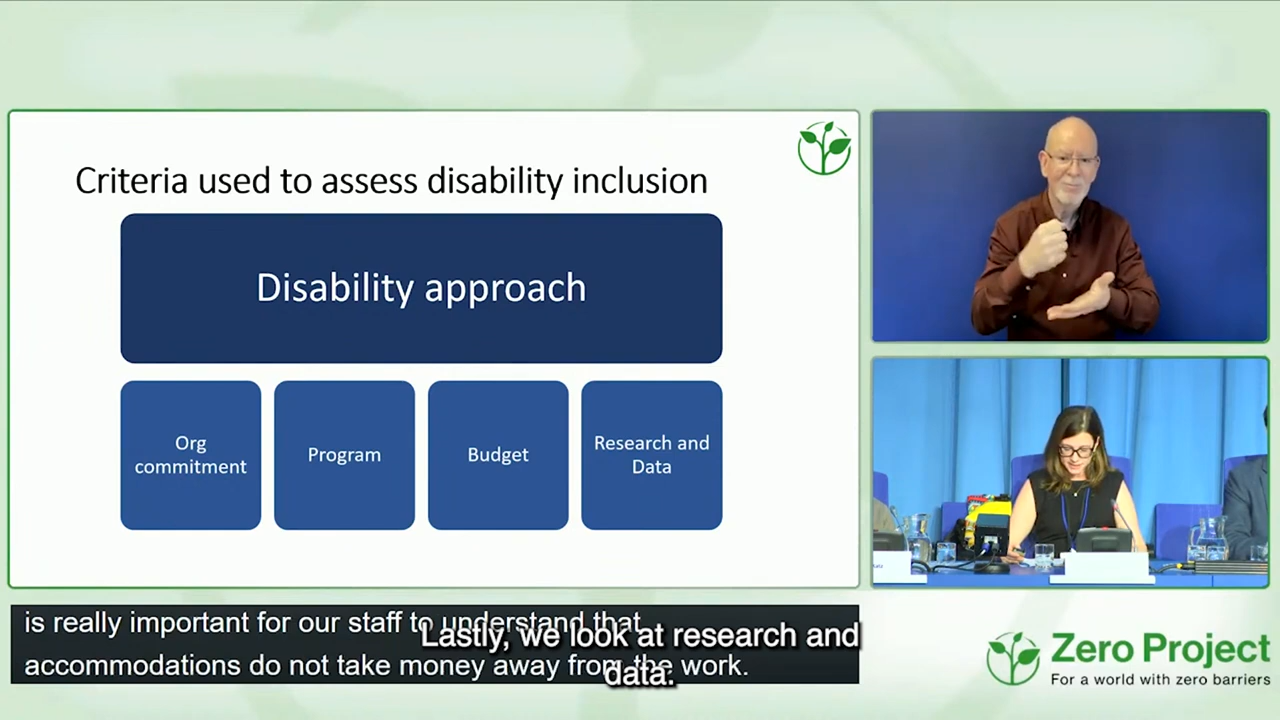 Criteria used to assess disability inclusion
Disability approach
Org
commitment
Program
Budget
Research and
Data
is really important for our staff to understand that
accommodations do not take money away from the work.
Lastly, we look at research and
data.
Zero Project
For a world with zero barriers